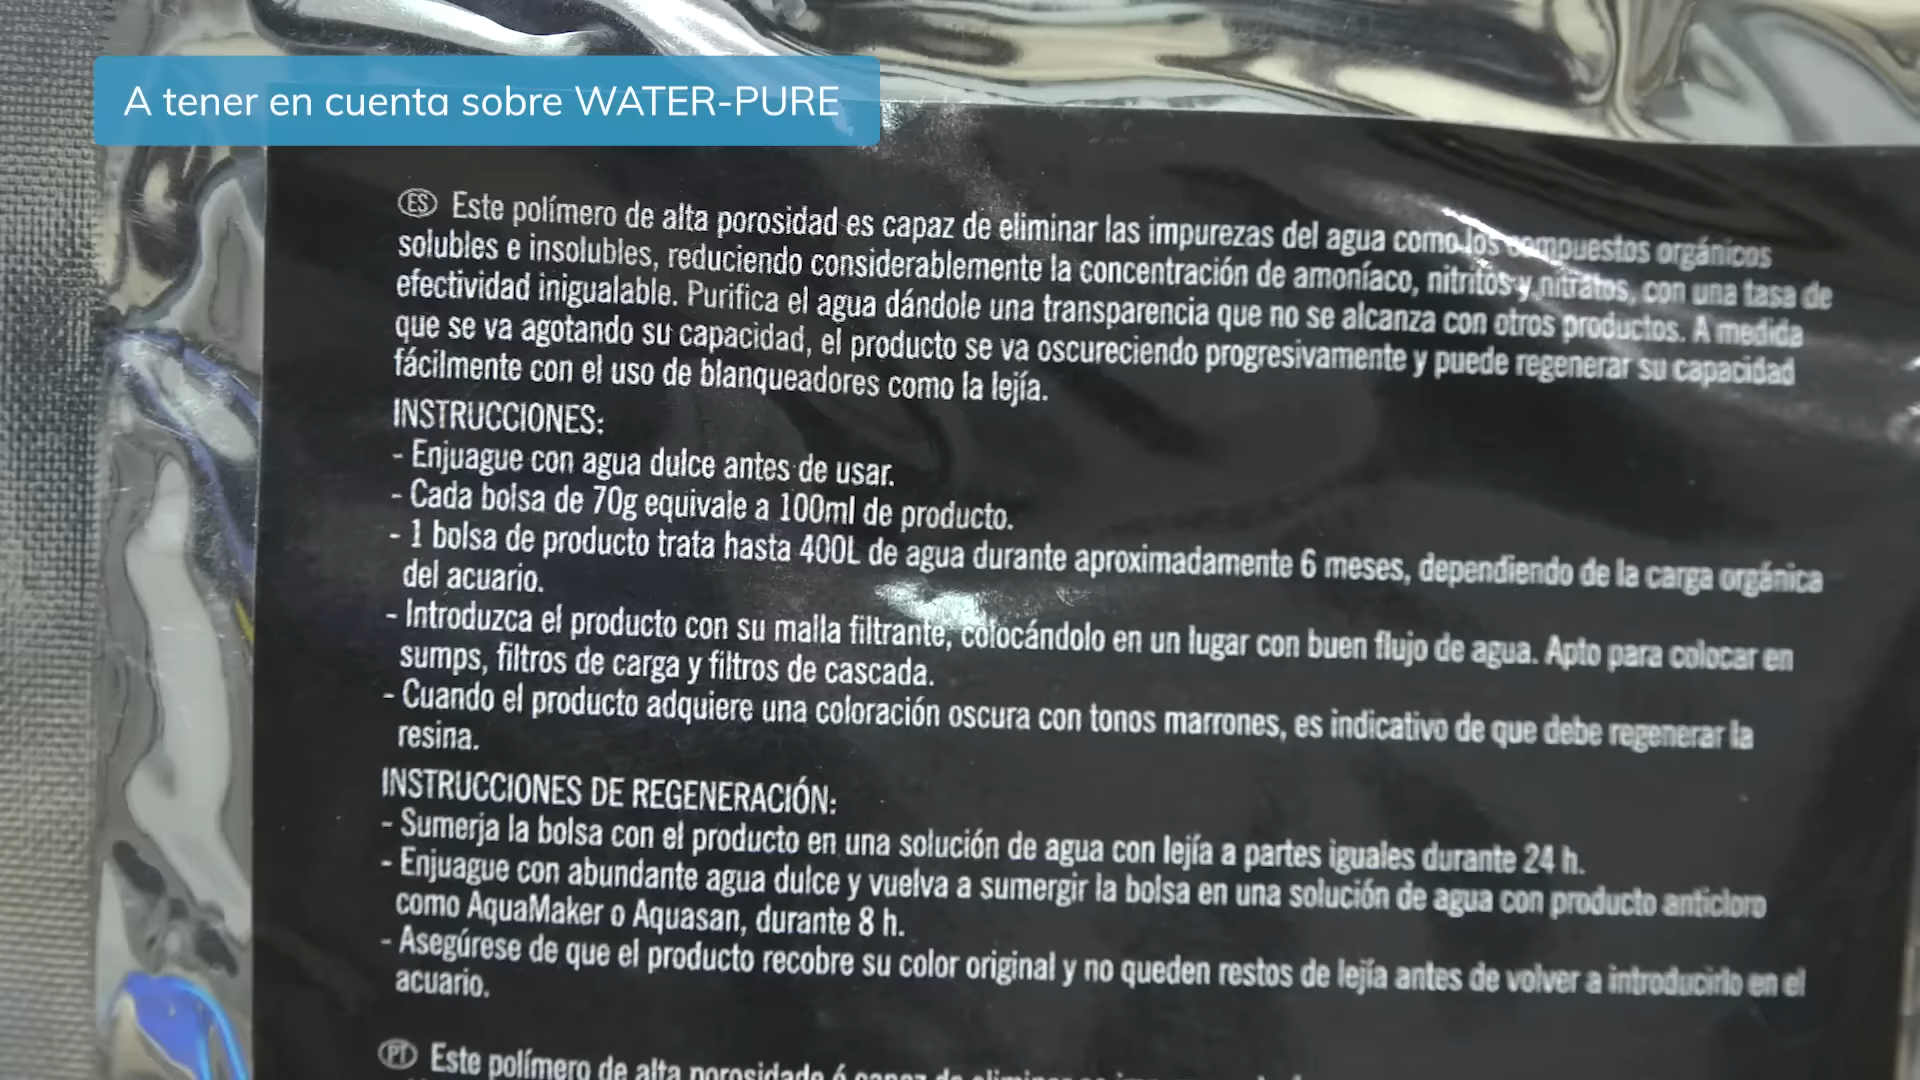 A tener en cuenta sobre WATER-PURE
ES Este polímero de alta porosidad es capaz de eliminar las impurezas del agua como los compuestos orgánicos
solubles e insolubles, reduciendo considerablemente la concentración de amoníaco, nitritos y nitratos, con una tasa de
efectividad inigualable. Purifica el agua dándole una transparencia que no se alcanza con otros productos. A medida
que se va agotando su capacidad, el producto se va oscureciendo progresivamente y puede regenerar su capacidad
fácilmente con el uso de blanqueadores como la lejía.
INSTRUCCIONES:
- Enjuague con agua dulce antes de usar.
- Cada bolsa de 70g equivale a 100ml de producto.
- 1 bolsa de producto trata hasta 400L de agua durante aproximadamente 6 meses, dependiendo de la carga orgánica
del acuario.
- Introduzca el producto con su malla filtrante, colocándolo en un lugar con buen flujo de agua. Apto para colocar en
sumps, filtros de carga y filtros de cascada.
- Cuando el producto adquiere una coloración oscura con tonos marrones, es indicativo de que debe regenerar la
resina.
INSTRUCCIONES DE REGENERACIÓN:
- Sumerja la bolsa con el producto en una solución de agua con lejía a partes iguales durante 24 h.
- Enjuague con abundante agua dulce y vuelva a sumergir la bolsa en una solución de agua con producto anticloro
como AquaMaker o Aquasan, durante 8 h.
- Asegúrese de que el producto recobre su color original y no queden restos de lejía antes de volver a introducirlo en el
acuario.
PT Este polímero de alta porosidade é capaz de eliminar